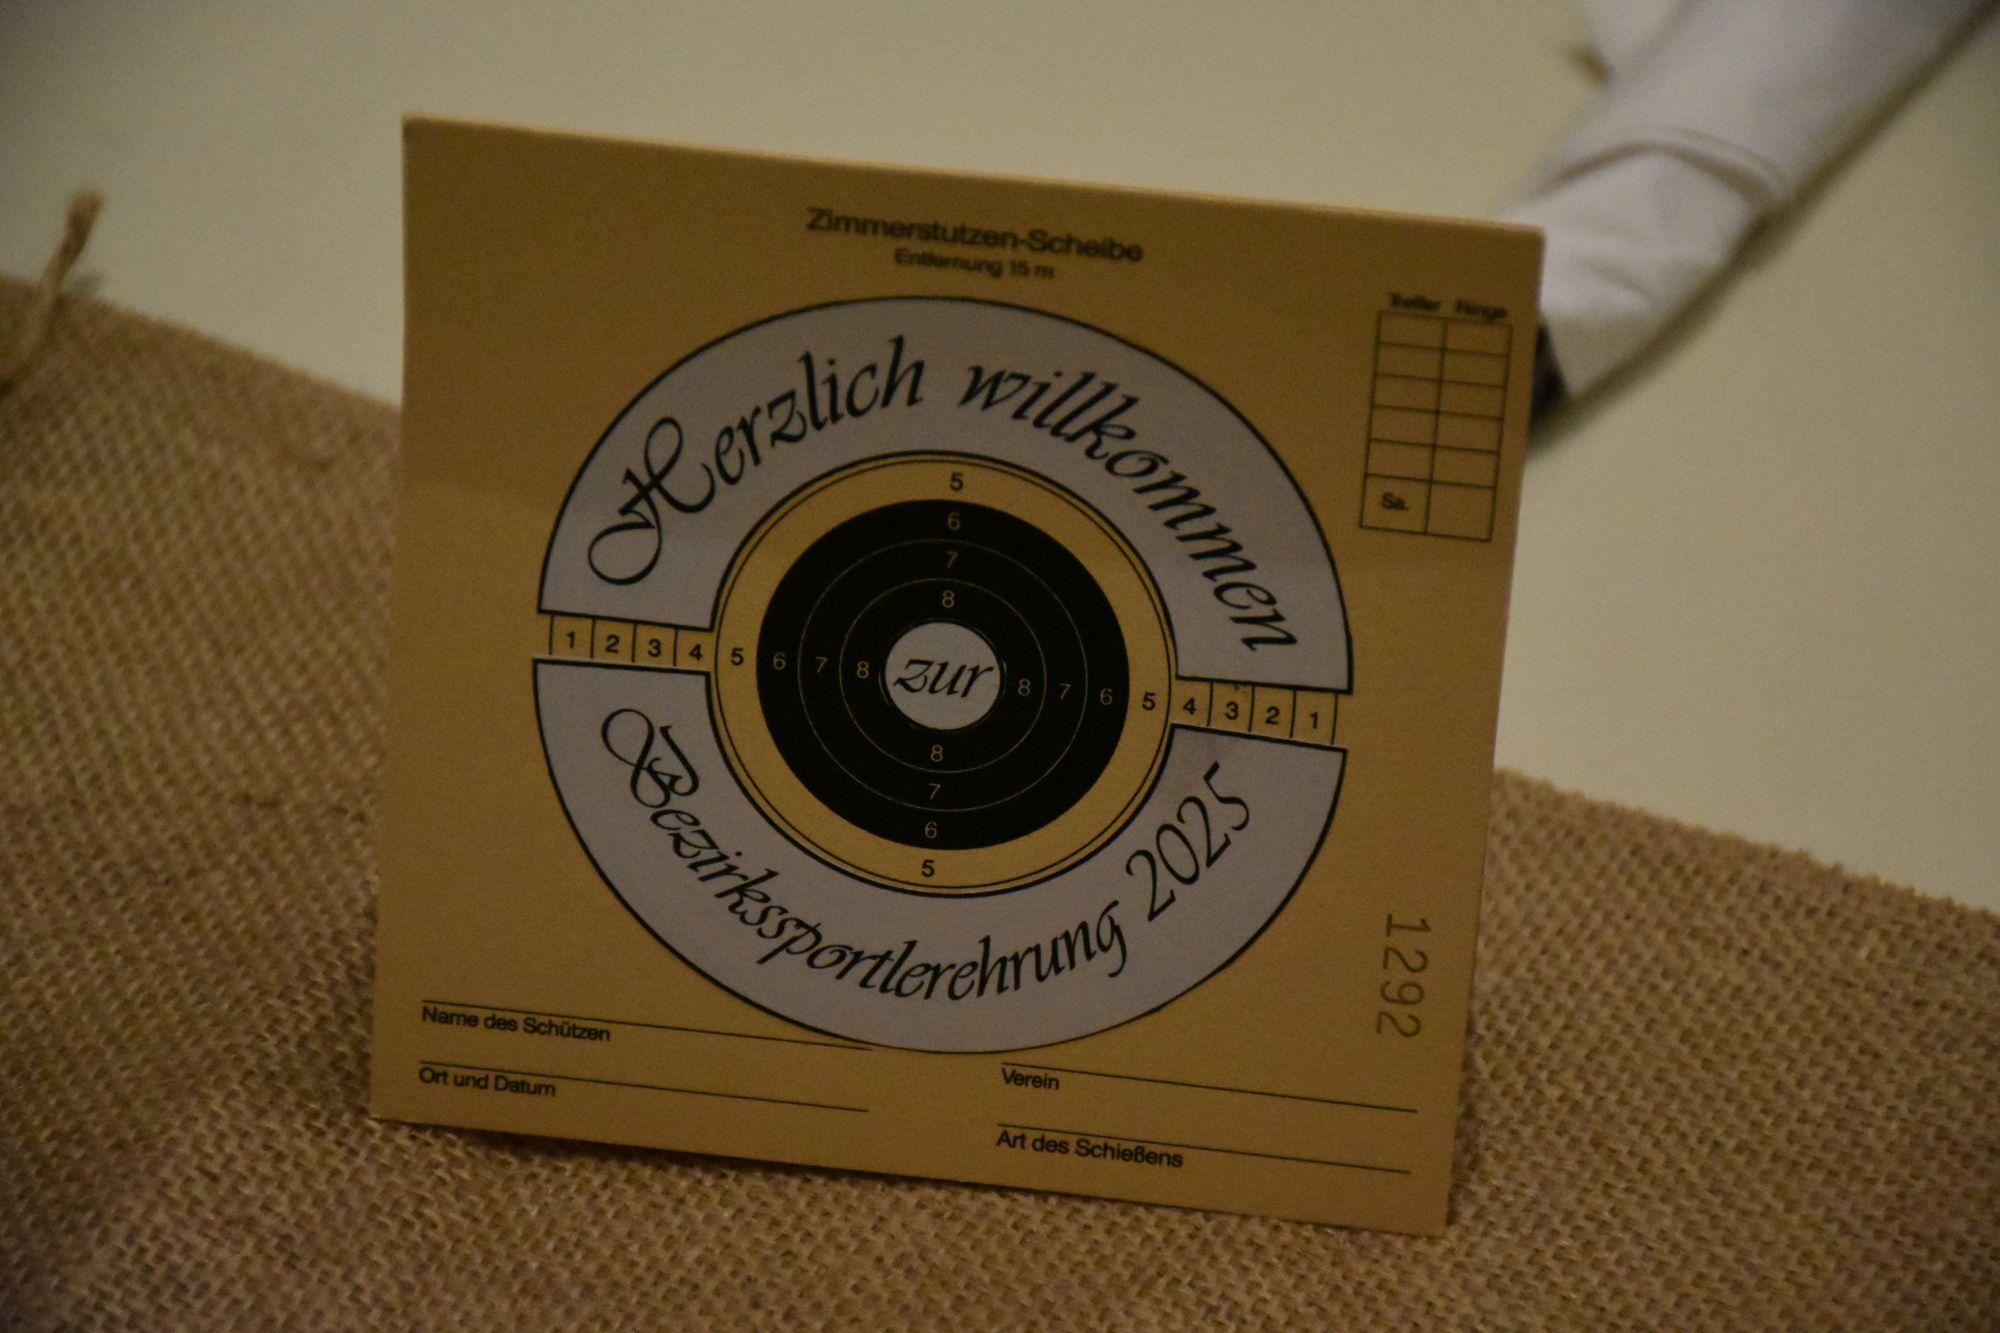 Zimmerstutzen-Scheibe
Entfernung 15 m
Treffer Ringe
Sa.
Herzlich willkommen
5
6
7
8
1 2 3 4 5 6 7 8 zur 8 7 6 5 4 3 2 1
8
7
6
5
Bezirkssportlerehrung 2025
1292
Name des Schützen
Ort und Datum
Verein
Art des Schießens